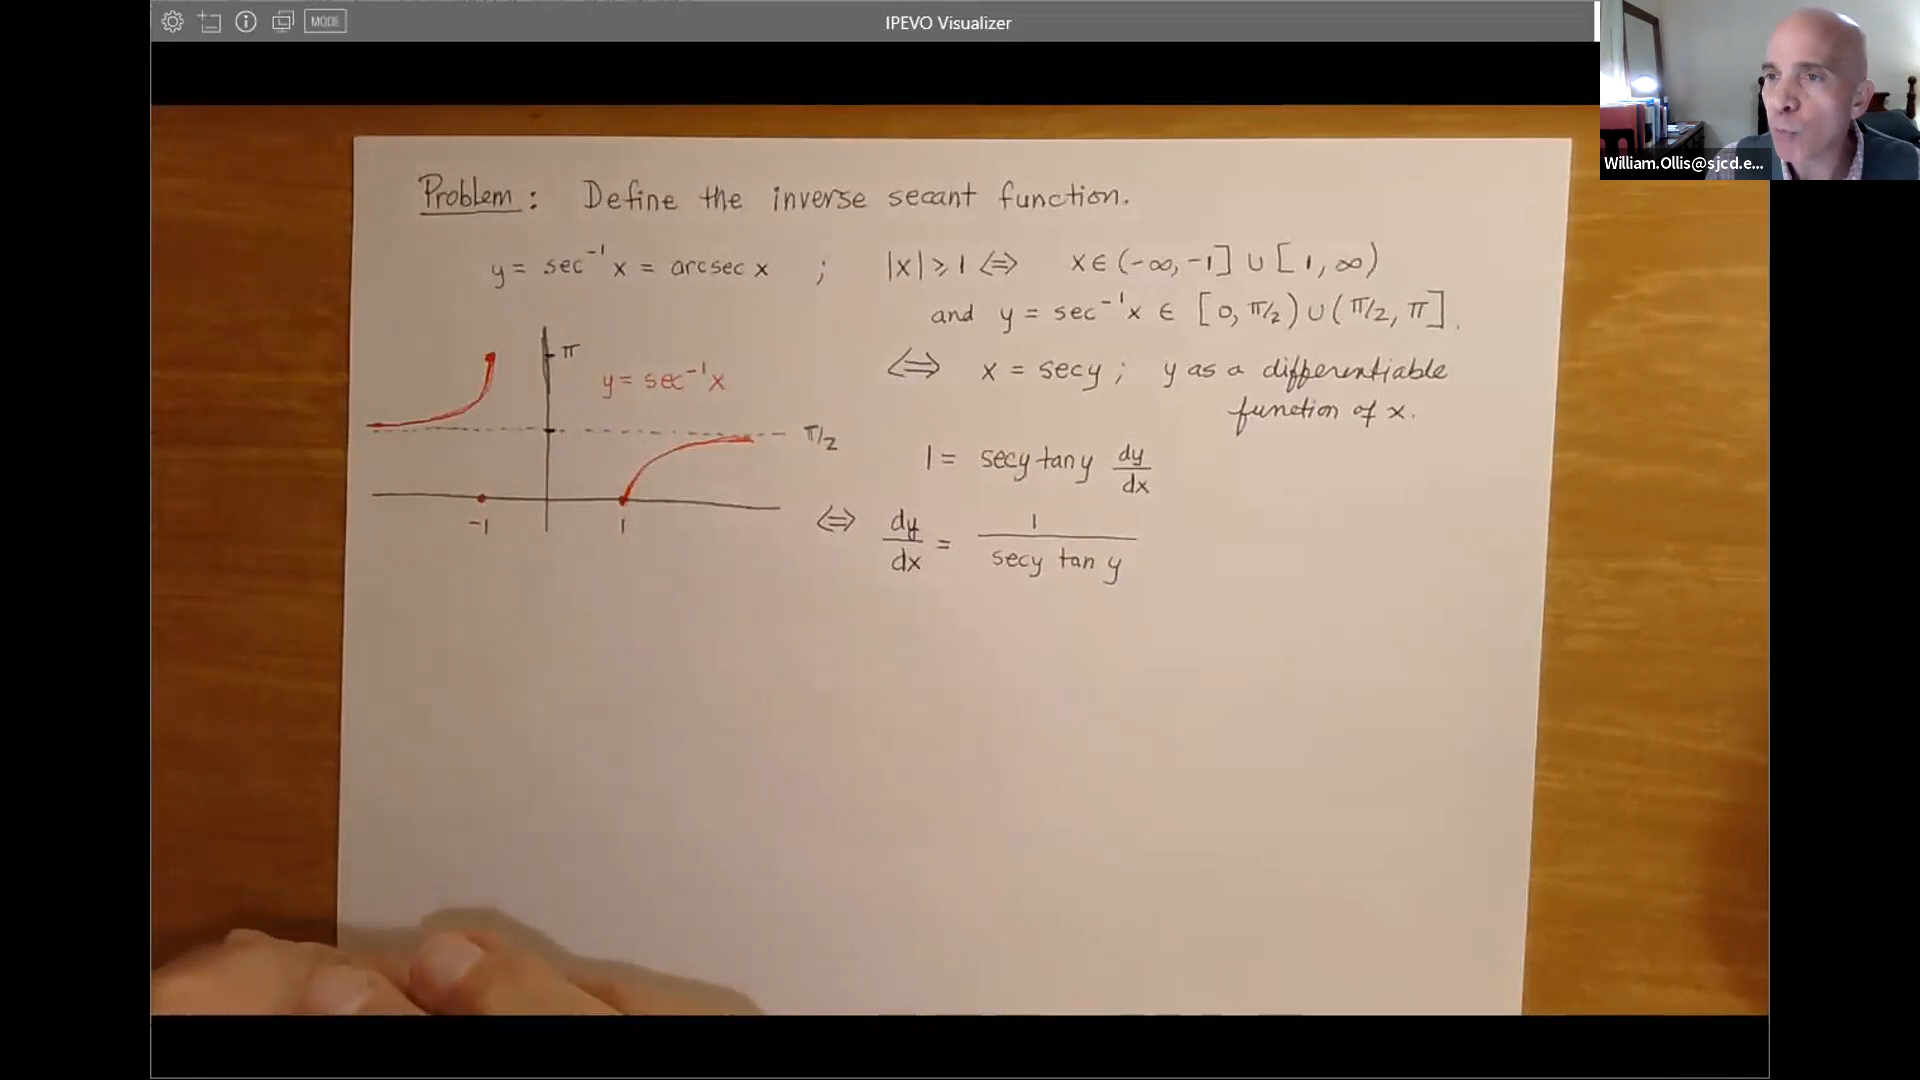 MODE
IPEVO Visualizer
William.Ollis@sjcd.e...
Problem: Define the inverse secant function.
y = sec⁻¹ x = arcsec x ; |x| ⩾ 1 ⇔ x ∈ (-∞, -1] ∪ [1, ∞)
and y = sec⁻¹x ∈ [0, π/2) ∪ (π/2, π].
π
y = sec⁻¹x
⇔ x = sec y ; y as a differentiable
function of x.
π/2
1 = sec y tan y dy/dx
-1 1
⇔ dy/dx = 1/(sec y tan y)